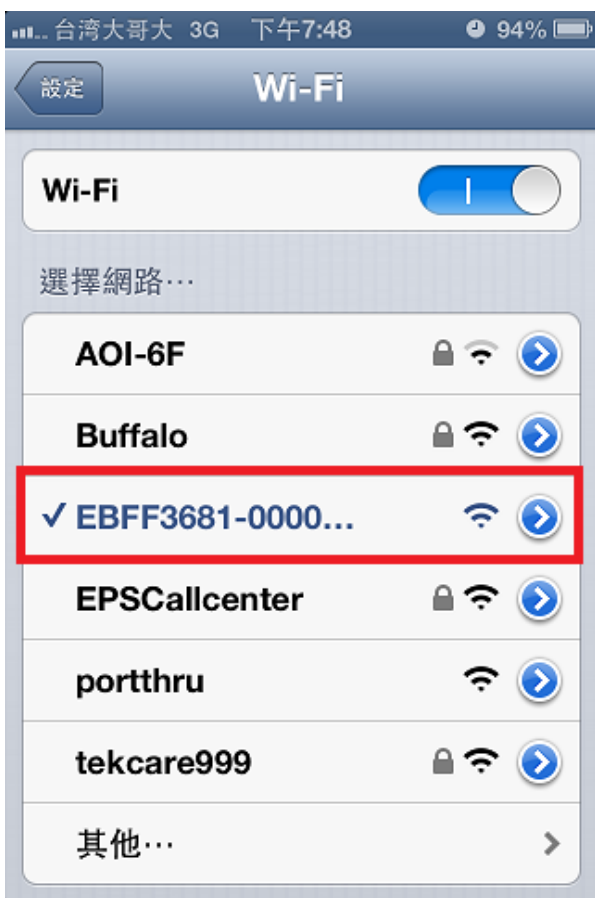 台湾大哥大 3G 下午7:48 94%
設定 Wi-Fi
Wi-Fi
選擇網路…
AOI-6F
Buffalo
✓ EBFF3681-0000...
EPSCallcenter
portthru
tekcare999
其他…